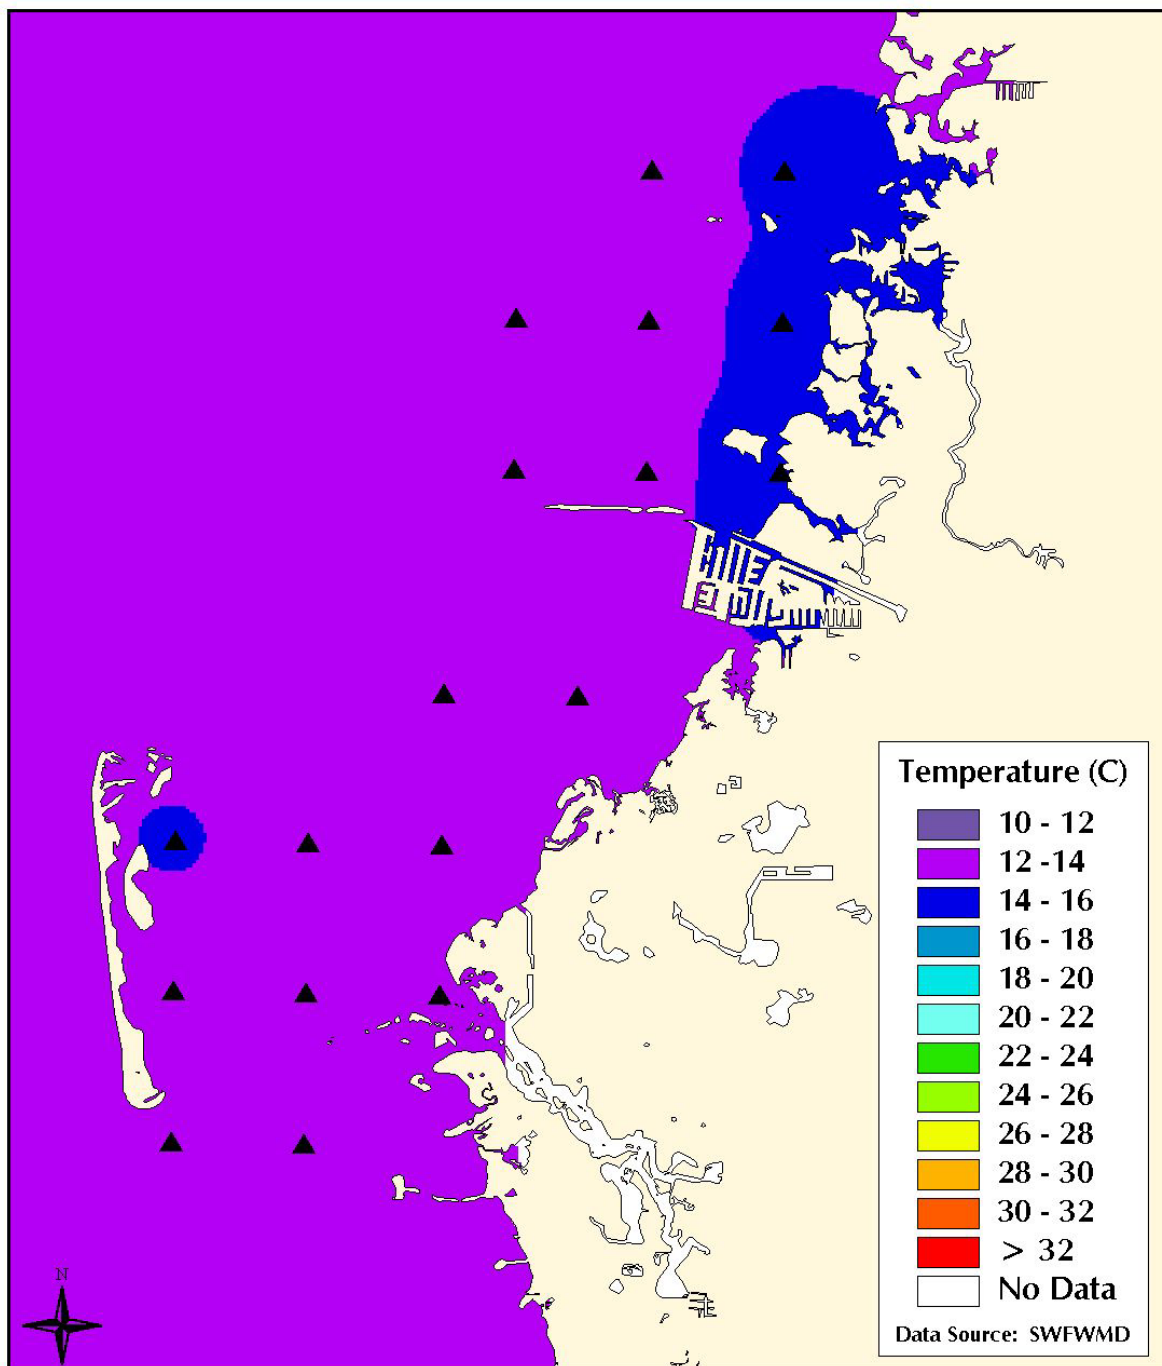 Temperature (C)
10 - 12
12 -14
14 - 16
16 - 18
18 - 20
20 - 22
22 - 24
24 - 26
26 - 28
28 - 30
30 - 32
> 32
No Data
Data Source: SWFWMD
N